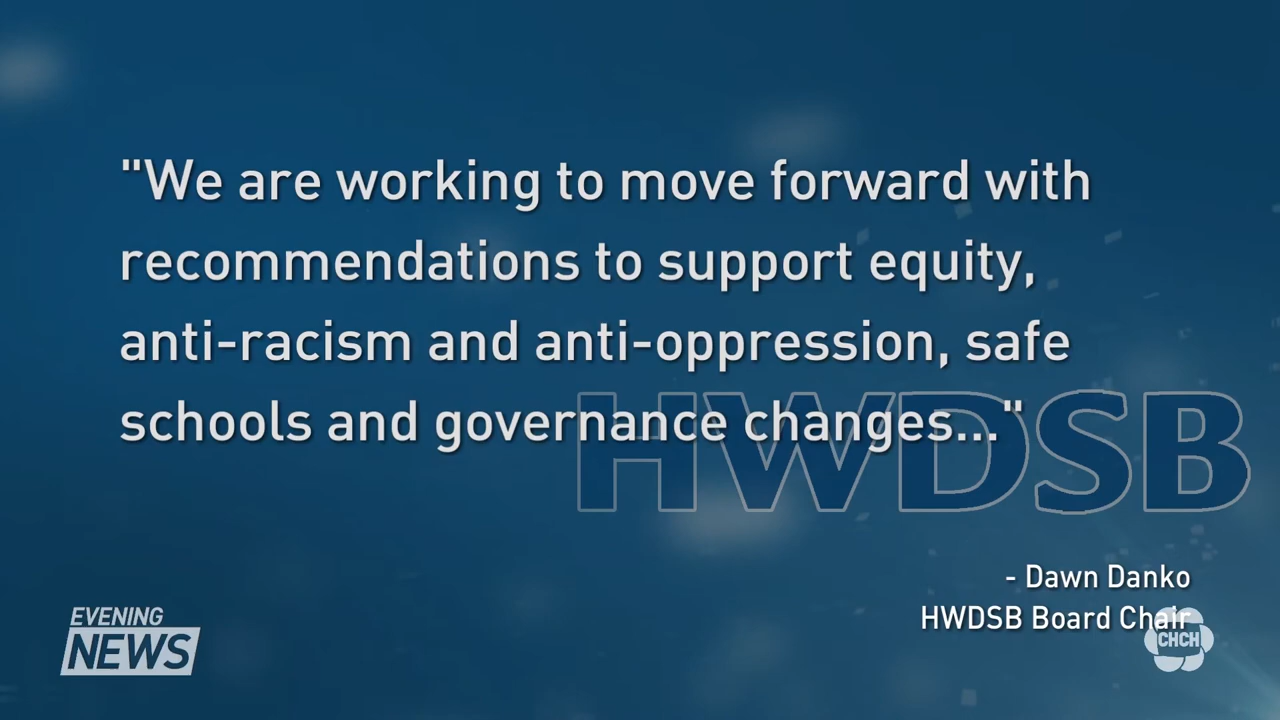 "We are working to move forward with
recommendations to support equity,
anti-racism and anti-oppression, safe
schools and governance changes..."
HWDSB
- Dawn Danko
HWDSB Board Chair
EVENING
NEWS
CHCH